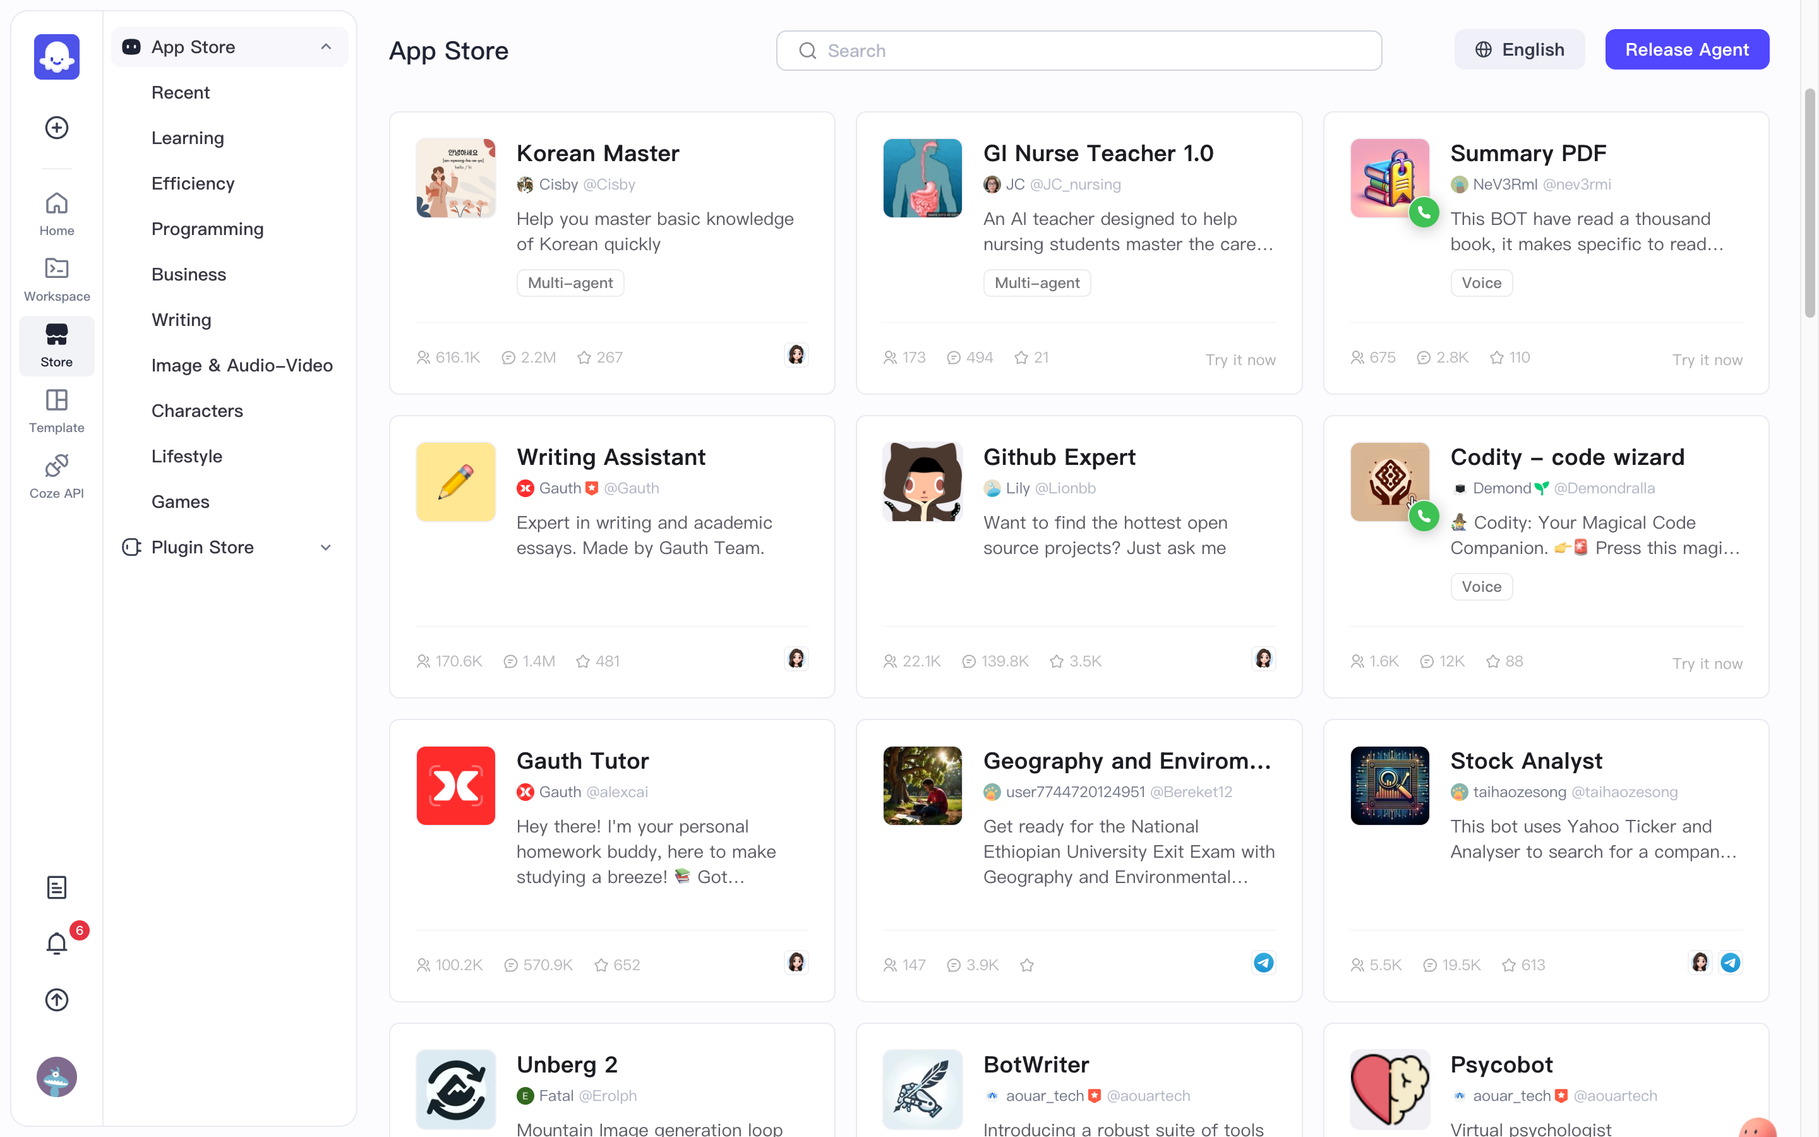 App Store
Recent
Learning
Efficiency
Programming
Business
Writing
Image & Audio-Video
Characters
Lifestyle
Games
Plugin Store
Home
Workspace
Store
Template
Coze API
6
App Store
Search
English
Release Agent
안녕하세요
Korean Master
Cisby @Cisby
Help you master basic knowledge
of Korean quickly
Multi-agent
616.1K 2.2M 267
GI Nurse Teacher 1.0
JC @JC_nursing
An AI teacher designed to help
nursing students master the care...
Multi-agent
173 494 21
Try it now
Summary PDF
NeV3RmI @nev3rmi
This BOT have read a thousand
book, it makes specific to read...
Voice
675 2.8K 110
Try it now
Writing Assistant
Gauth @Gauth
Expert in writing and academic
essays. Made by Gauth Team.
170.6K 1.4M 481
Github Expert
Lily @Lionbb
Want to find the hottest open
source projects? Just ask me
22.1K 139.8K 3.5K
Codity - code wizard
Demond🌱 @Demondralla
🧙 Codity: Your Magical Code
Companion. 👉🚨 Press this magi...
Voice
1.6K 12K 88
Try it now
Gauth Tutor
Gauth @alexcai
Hey there! I'm your personal
homework buddy, here to make
studying a breeze! 📚 Got...
100.2K 570.9K 652
Geography and Envirom...
user7744720124951 @Bereket12
Get ready for the National
Ethiopian University Exit Exam with
Geography and Environmental...
147 3.9K
Stock Analyst
taihaozesong @taihaozesong
This bot uses Yahoo Ticker and
Analyser to search for a compan...
5.5K 19.5K 613
Unberg 2
E Fatal @Erolph
Mountain Image generation loop
BotWriter
aouar_tech @aouartech
Introducing a robust suite of tools
Psycobot
aouar_tech @aouartech
Virtual psychologist